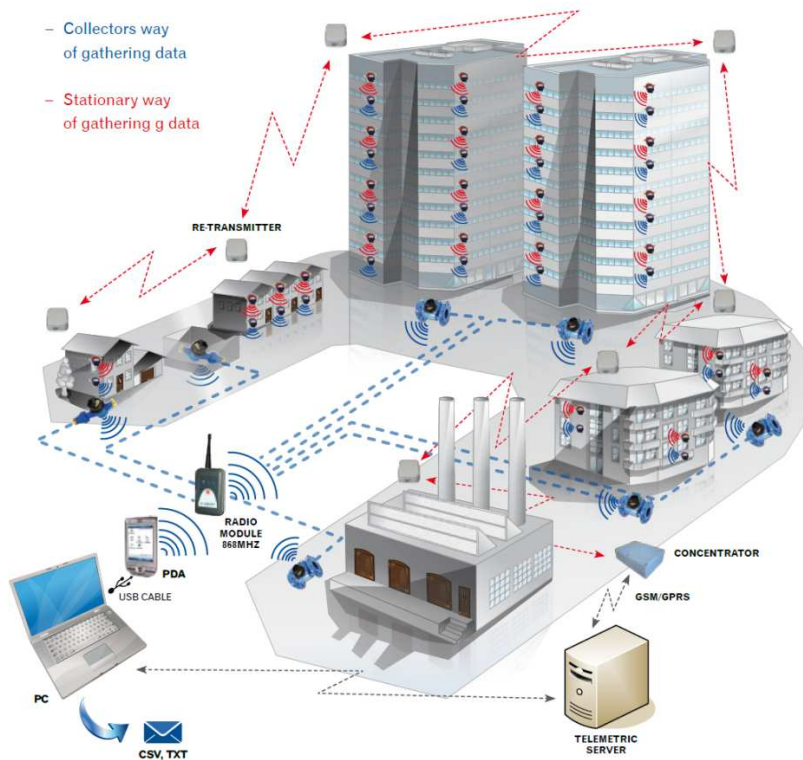 – Collectors way
of gathering data
– Stationary way
of gathering g data
RE-TRANSMITTER
RADIO
MODULE
868MHZ
PDA
USB CABLE
CONCENTRATOR
GSM/GPRS
PC
CSV, TXT
TELEMETRIC
SERVER